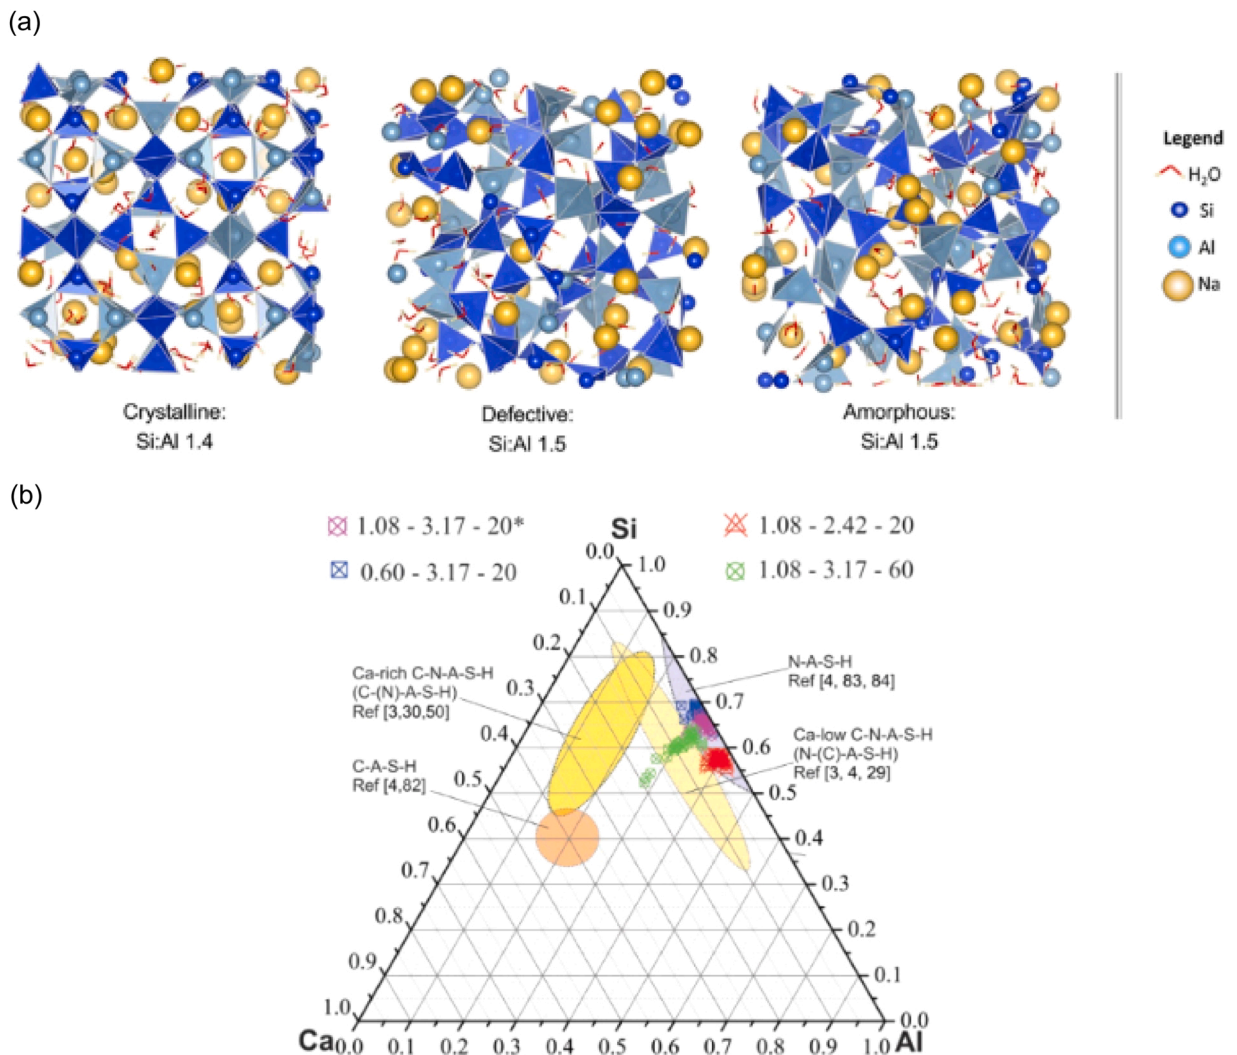 (a)
Legend
H₂O
Si
Al
Na
Crystalline:
Si:Al 1.4
Defective:
Si:Al 1.5
Amorphous:
Si:Al 1.5
(b)
1.08 - 3.17 - 20*
0.60 - 3.17 - 20
1.08 - 2.42 - 20
1.08 - 3.17 - 60
Si
0.0
1.0
0.1
0.9
0.2
0.8
0.3
0.7
0.4
0.6
0.5
0.5
0.6
0.4
0.7
0.3
0.8
0.2
0.9
0.1
1.0
0.0
Ca-rich C-N-A-S-H
(C-(N)-A-S-H)
Ref [3,30,50]
C-A-S-H
Ref [4,82]
N-A-S-H
Ref [4, 83, 84]
Ca-low C-N-A-S-H
(N-(C)-A-S-H)
Ref [3, 4, 29]
Ca
0.0 0.1 0.2 0.3 0.4 0.5 0.6 0.7 0.8 0.9 1.0
Al